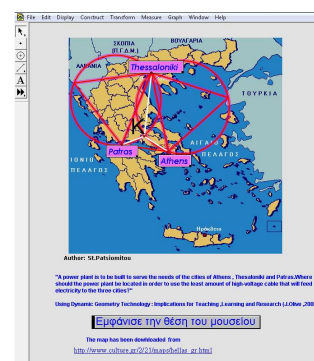 File Edit Display Construct Transform Measure Graph Window Help
ΣΚΟΠΙΑ
(Π.Γ.Δ.Μ.)
ΒΟΥΛΓΑΡΙΑ
ΑΛΒΑΝΙΑ
Thessaloniki
ΤΟΥΡΚΙΑ
K
ΑΙΓΑΙΟ
ΠΕΛΑΓΟΣ
ΙΟΝΙΟ
ΠΕΛΑΓΟΣ
Patras
Athens
Ηράκλειο
Author: St.Patsiomitou
"A power plant is to be built to serve the needs of the cities of Athens , Thessaloniki and Patras.Where
should the power plant be located in order to use the least amount of high-voltage cable that will feed
electricity to the three cities?"
Using Dynamic Geometry Technology: Implications for Teaching ,Learning and Research (J.Olive ,200
Εμφάνισε την θέση του μουσείου
The map has been downloaded from
http://www.culture.gr/2/21/maps/hellas_gr.html